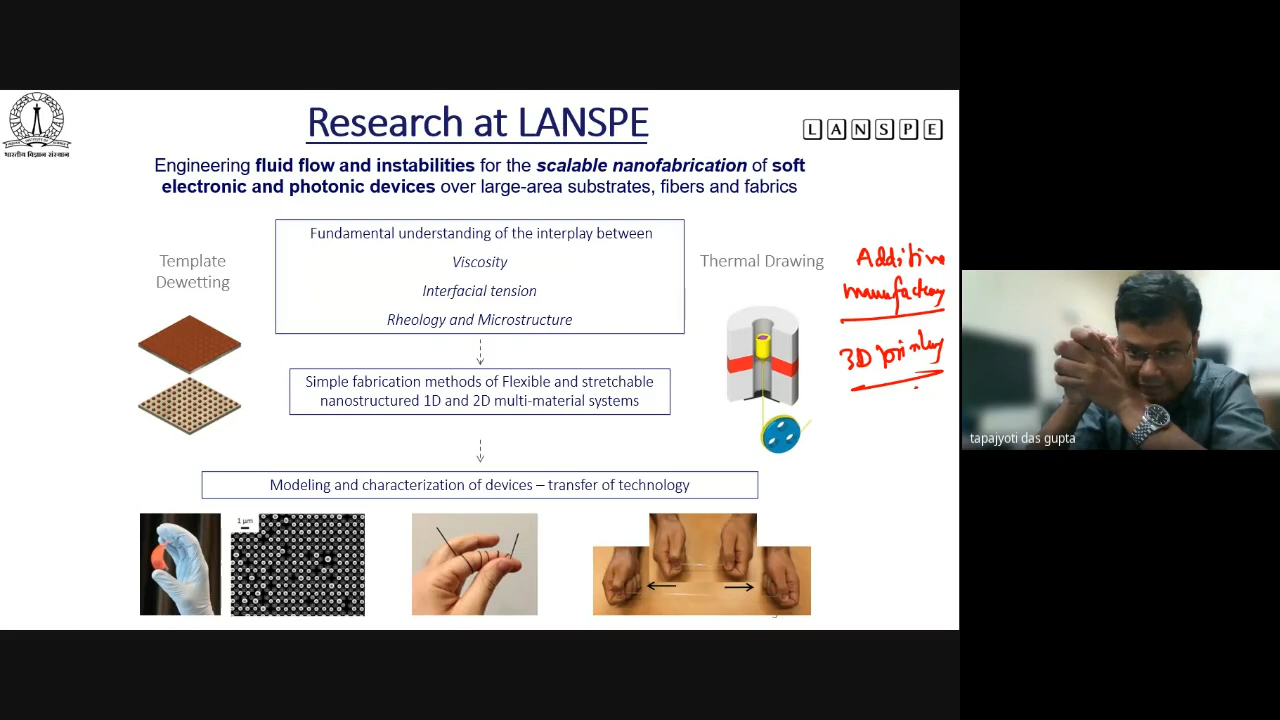 Research at LANSPE
LANSPE
भारतीय विज्ञान संस्थान
Engineering fluid flow and instabilities for the scalable nanofabrication of soft
electronic and photonic devices over large-area substrates, fibers and fabrics
Fundamental understanding of the interplay between
Viscosity
Interfacial tension
Rheology and Microstructure
Template
Dewetting
Thermal Drawing
Additive
manufactory
3D printing
Simple fabrication methods of Flexible and stretchable
nanostructured 1D and 2D multi-material systems
Modeling and characterization of devices – transfer of technology
1 µm
tapajyoti das gupta